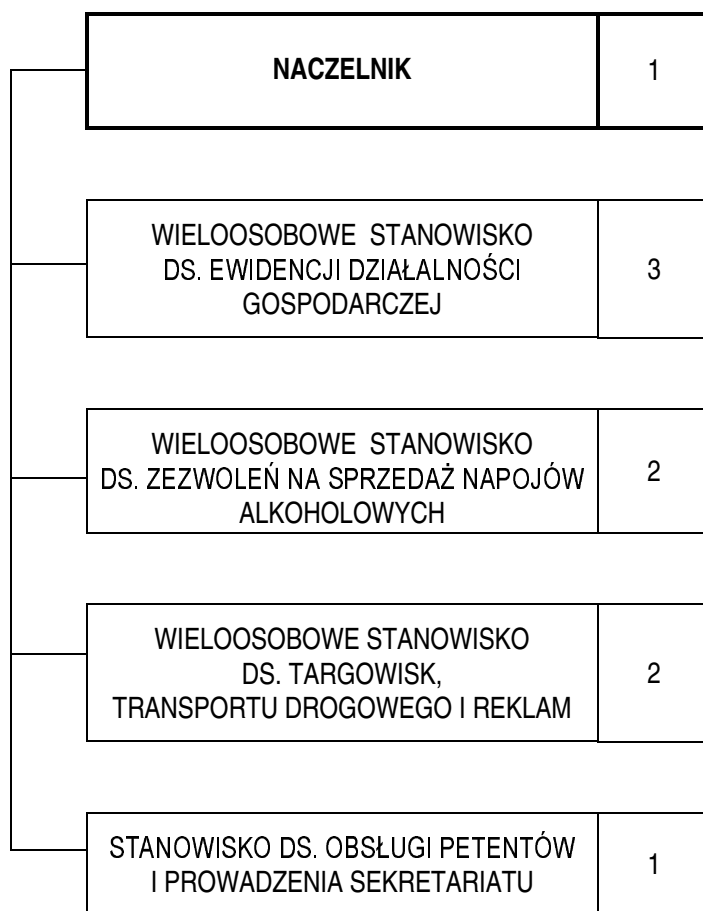 NACZELNIK 1
WIELOOSOBOWE STANOWISKO
DS. EWIDENCJI DZIAŁALNOŚCI 3
GOSPODARCZEJ
WIELOOSOBOWE STANOWISKO
DS. ZEZWOLEŃ NA SPRZEDAŻ NAPOJÓW 2
ALKOHOLOWYCH
WIELOOSOBOWE STANOWISKO
DS. TARGOWISK, 2
TRANSPORTU DROGOWEGO I REKLAM
STANOWISKO DS. OBSŁUGI PETENTÓW 1
I PROWADZENIA SEKRETARIATU